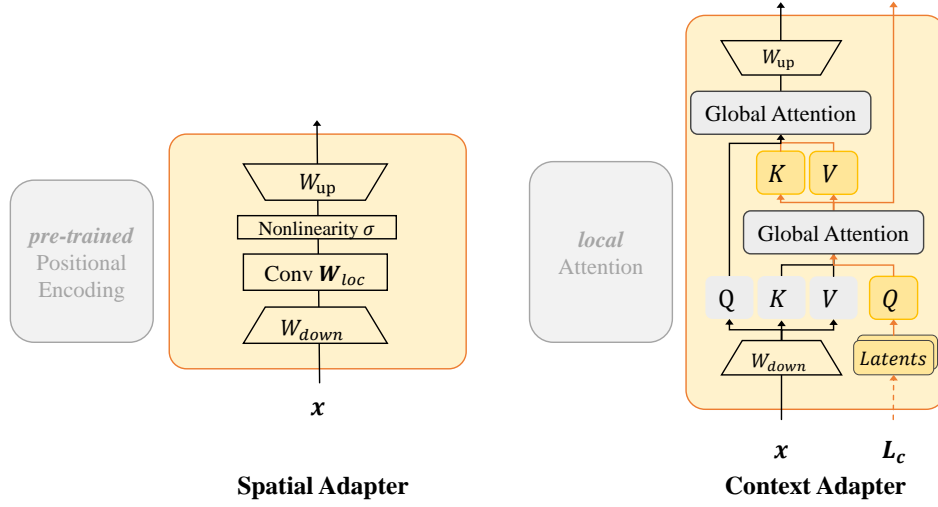 pre-trained
Positional
Encoding
W_up
Nonlinearity σ
Conv W_loc
W_down
x
Spatial Adapter
local
Attention
W_up
Global Attention
K V
Global Attention
Q K V Q
W_down
Latents
x L_c
Context Adapter